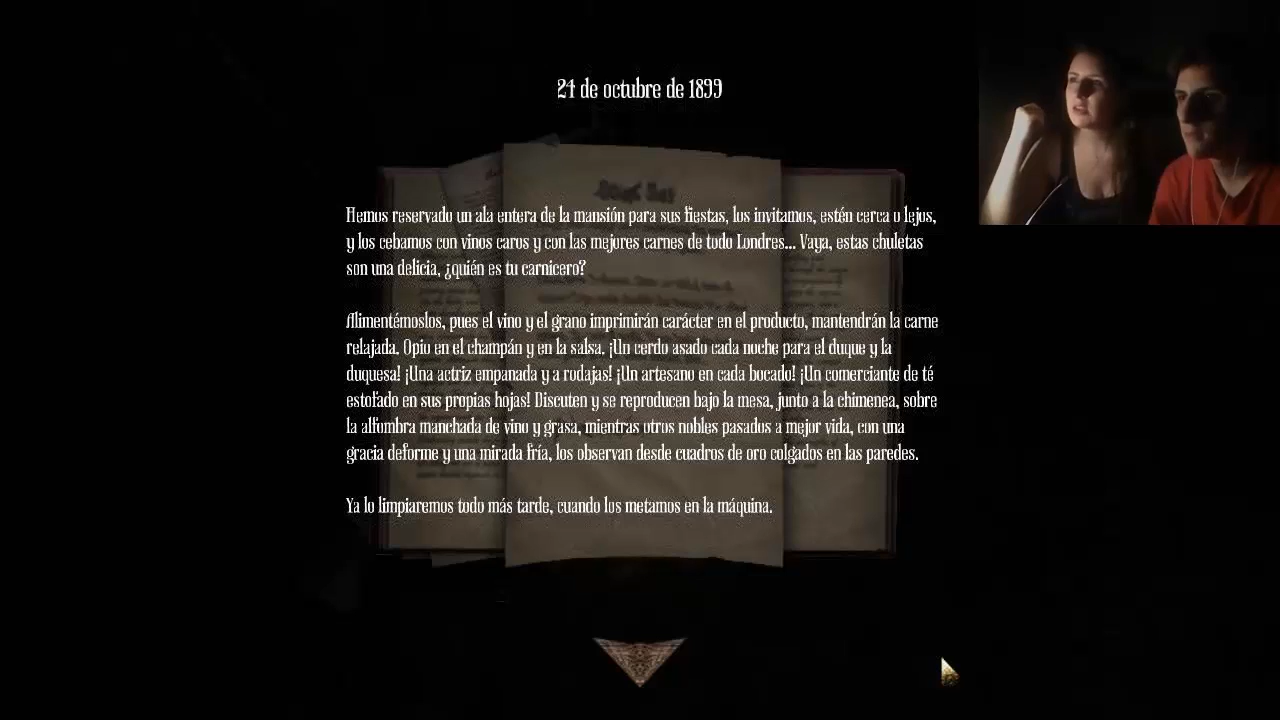 24 de octubre de 1899
Hemos reservado un ala entera de la mansión para sus fiestas, los invitamos, estén cerca o lejos,
y los cebamos con vinos caros y con las mejores carnes de todo Londres... Vaya, estas chuletas
son una delicia, ¿quién es tu carnicero?
Alimentémoslos, pues el vino y el grano imprimirán carácter en el producto, mantendrán la carne
relajada. Opio en el champán y en la salsa. ¡Un cerdo asado cada noche para el duque y la
duquesa! ¡Una actriz empanada y a rodajas! ¡Un artesano en cada bocado! ¡Un comerciante de té
estofado en sus propias hojas! Discuten y se reproducen bajo la mesa, junto a la chimenea, sobre
la alfombra manchada de vino y grasa, mientras otros nobles pasados a mejor vida, con una
gracia deforme y una mirada fría, los observan desde cuadros de oro colgados en las paredes.
Ya lo limpiaremos todo más tarde, cuando los metamos en la máquina.